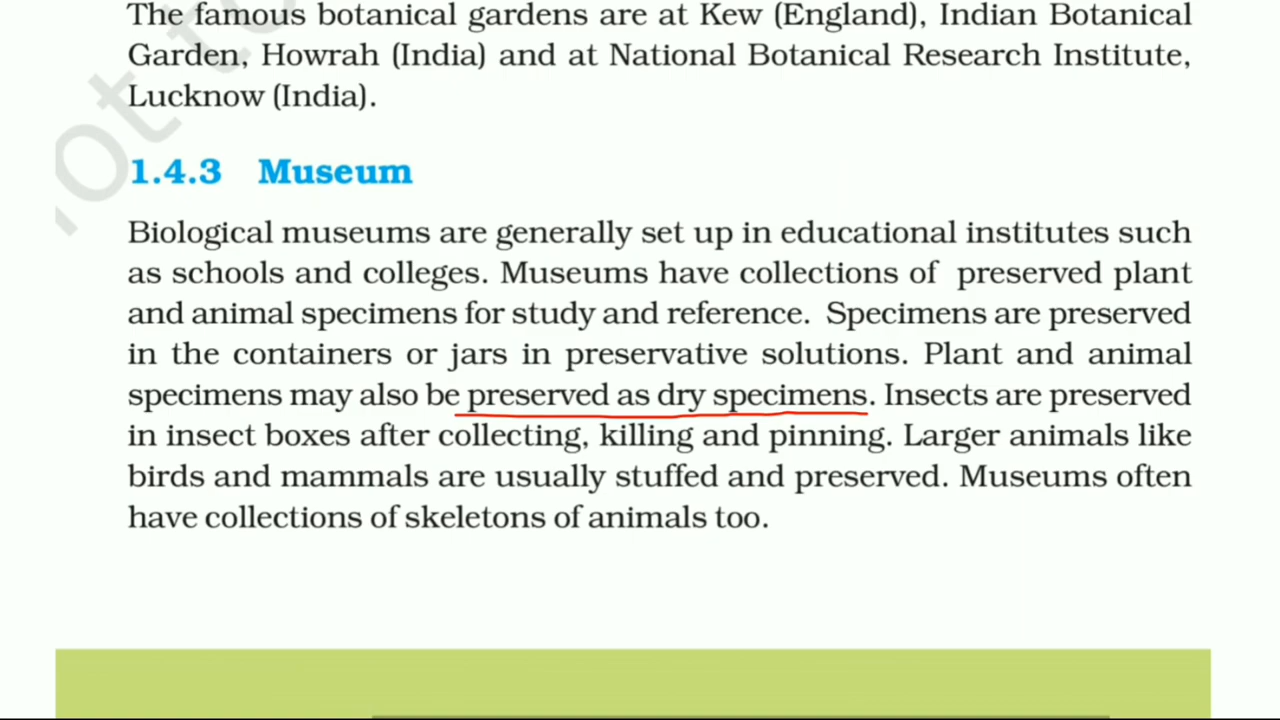 The famous botanical gardens are at Kew (England), Indian Botanical
Garden, Howrah (India) and at National Botanical Research Institute,
Lucknow (India).
1.4.3 Museum
Biological museums are generally set up in educational institutes such
as schools and colleges. Museums have collections of preserved plant
and animal specimens for study and reference. Specimens are preserved
in the containers or jars in preservative solutions. Plant and animal
specimens may also be preserved as dry specimens. Insects are preserved
in insect boxes after collecting, killing and pinning. Larger animals like
birds and mammals are usually stuffed and preserved. Museums often
have collections of skeletons of animals too.